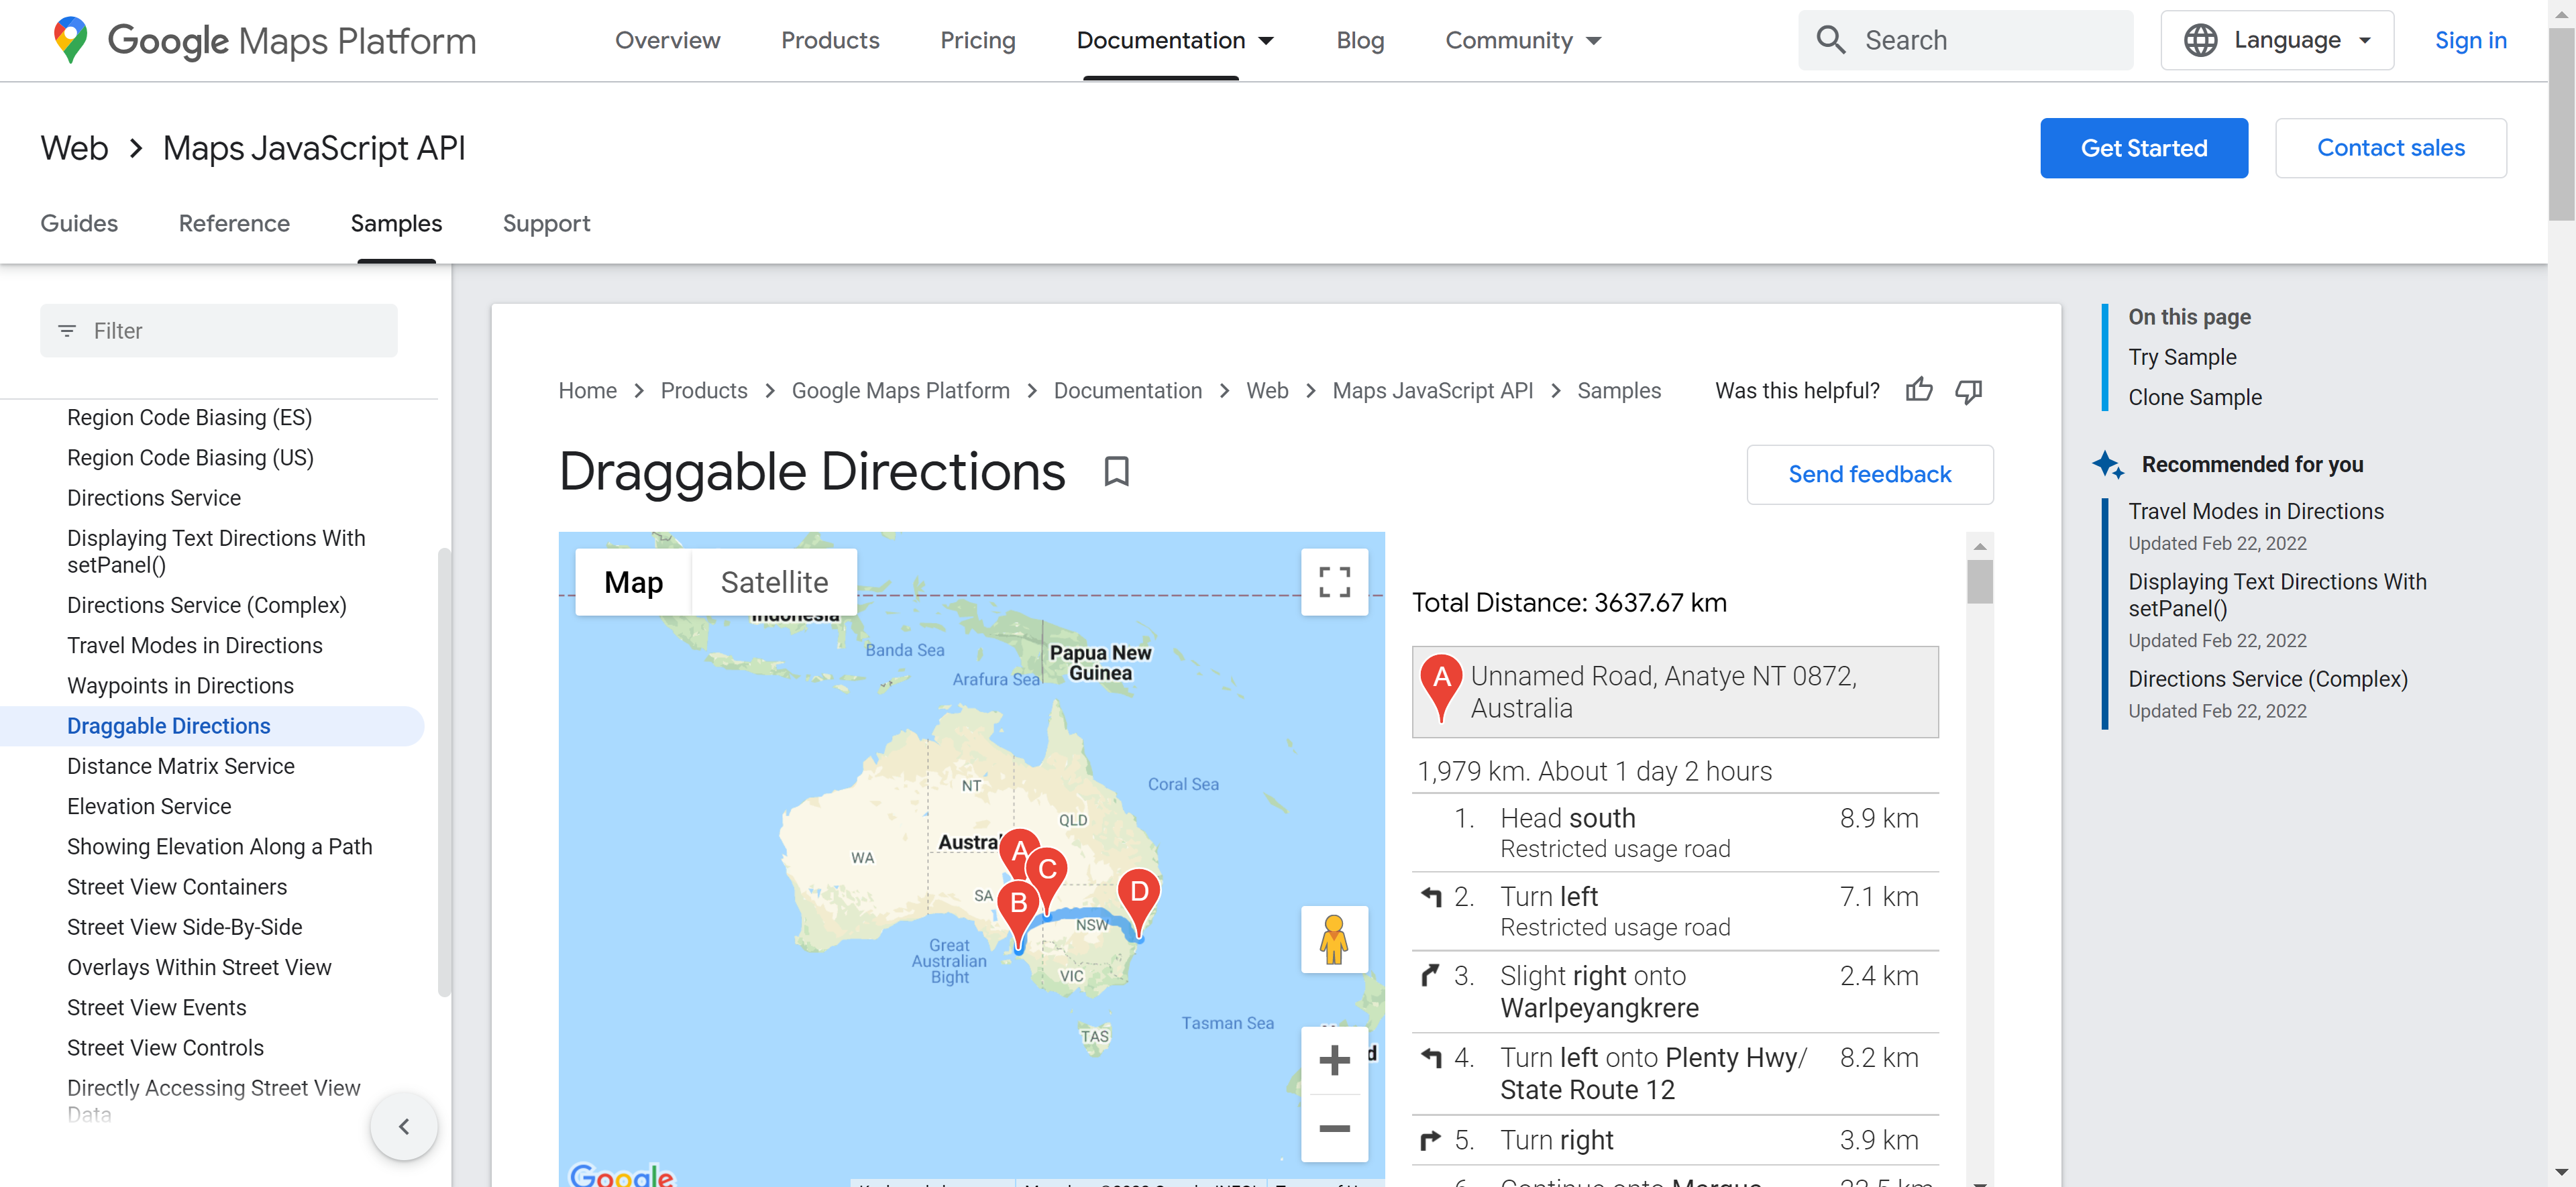 Google Maps Platform
Overview
Products
Pricing
Documentation
Blog
Community
Search
Language
Sign in
Web
Maps JavaScript API
Get Started
Contact sales
Guides
Reference
Samples
Support
Filter
Region Code Biasing (ES)
Region Code Biasing (US)
Directions Service
Displaying Text Directions With
setPanel()
Directions Service (Complex)
Travel Modes in Directions
Waypoints in Directions
Draggable Directions
Distance Matrix Service
Elevation Service
Showing Elevation Along a Path
Street View Containers
Street View Side-By-Side
Overlays Within Street View
Street View Events
Street View Controls
Directly Accessing Street View
Data
Home
Products
Google Maps Platform
Documentation
Web
Maps JavaScript API
Samples
Was this helpful?
Draggable Directions
Send feedback
Map
Satellite
Indonesia
Banda Sea
Arafura Sea
Papua New
Guinea
Coral Sea
NT
QLD
WA
SA
NSW
VIC
TAS
A
B
C
D
Great
Australian
Bight
Tasman Sea
Google
Total Distance: 3637.67 km
A
Unnamed Road, Anatye NT 0872,
Australia
1,979 km. About 1 day 2 hours
1. Head south 8.9 km
Restricted usage road
2. Turn left 7.1 km
Restricted usage road
3. Slight right onto 2.4 km
Warlpeyangkrere
4. Turn left onto Plenty Hwy/ 8.2 km
State Route 12
5. Turn right 3.9 km
On this page
Try Sample
Clone Sample
Recommended for you
Travel Modes in Directions
Updated Feb 22, 2022
Displaying Text Directions With
setPanel()
Updated Feb 22, 2022
Directions Service (Complex)
Updated Feb 22, 2022